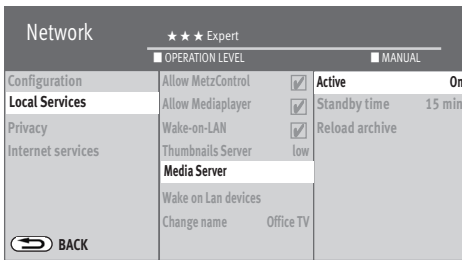 Network
★★★ Expert
OPERATION LEVEL
MANUAL
Configuration
Local Services
Privacy
Internet services
BACK
Allow MetzControl
Allow Mediaplayer
Wake-on-LAN
Thumbnails Server low
Media Server
Wake on Lan devices
Change name Office TV
Active On
Standby time 15 min
Reload archive